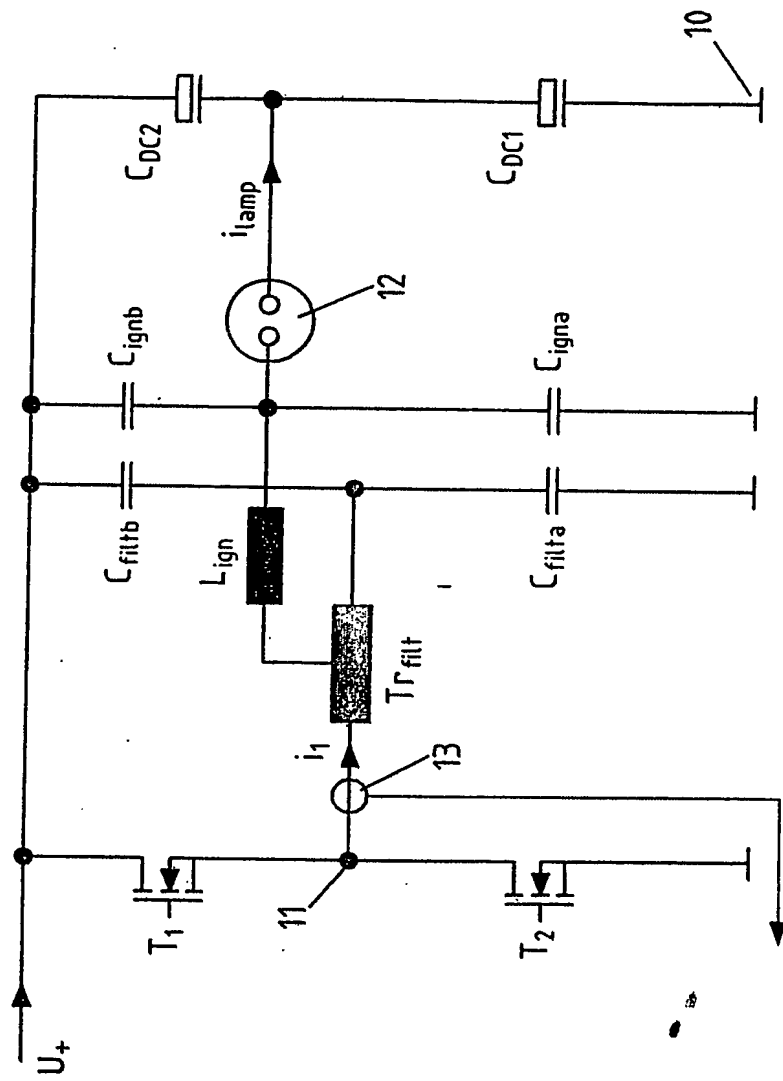 U+
T1
T2
11
i1
13
Trfilt
Lign
Cfiltb
Cfilta
Cignb
Cigna
12
ilamp
CDC2
CDC1
10